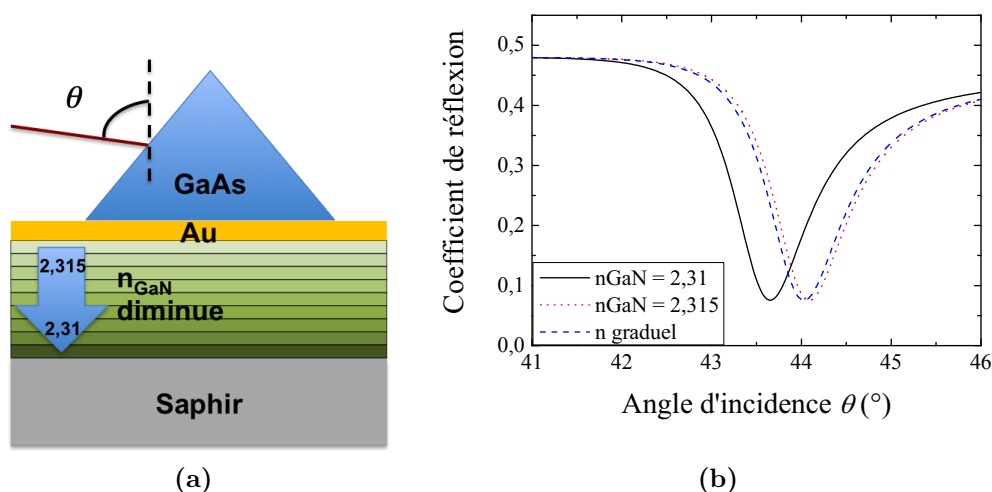 θ
GaAs
Au
2,315
n_GaN
diminue
2,31
Saphir
(a)
Coefficient de réflexion
0,5
0,4
0,3
0,2
0,1
0,0
nGaN = 2,31
nGaN = 2,315
n graduel
41 42 43 44 45 46
Angle d'incidence θ (°)
(b)